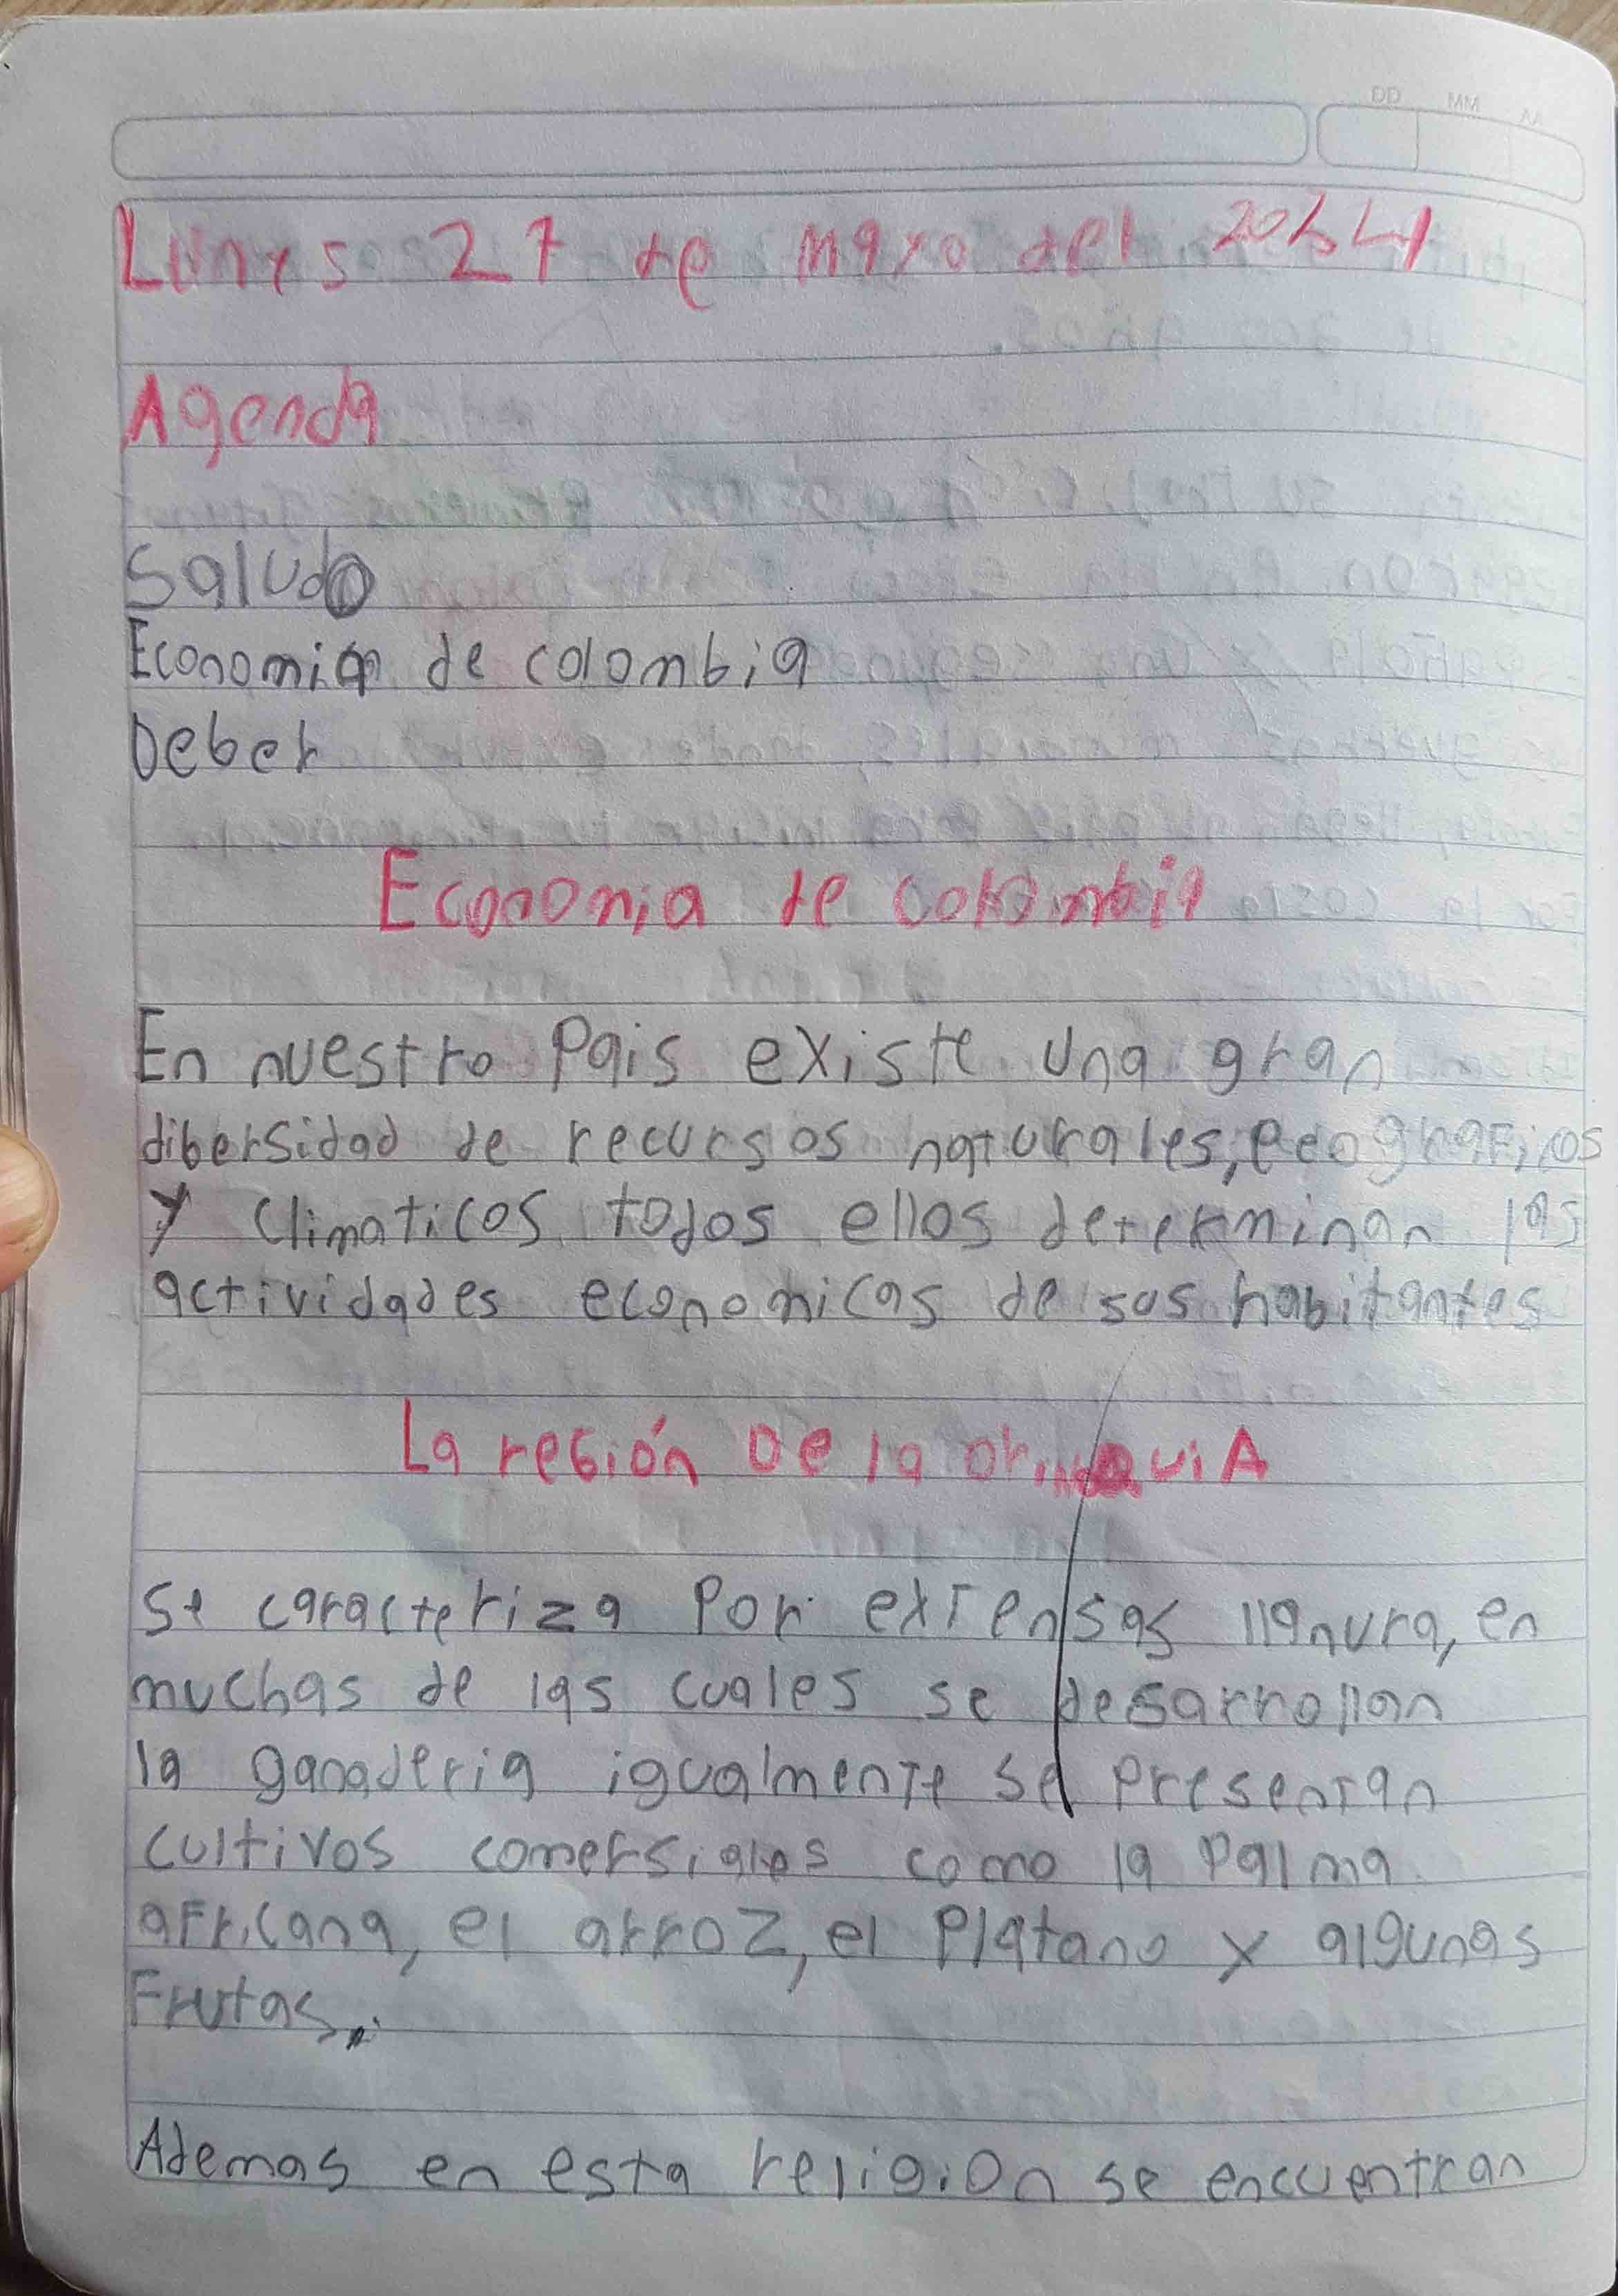 Lunes 27 de mayo del 2024
Agenda
Saludo
Economia de colombia
Deber
Economia de colombia
En nuestro Pais existe una gran
dibersidad de recursos naturales, geograficos
y climaticos todos ellos determinan las
actividades economicas de sus habitantes
La región De la orinoquiA
se caracteriza Por extensas llanura, en
muchas de las cuales se desarrollan
la ganaderia igualmente se presentan
cultivos comersiales como la Palma
africana, el arroz, el Platano y algunas
Frutas.
Ademas en esta religion se encuentran